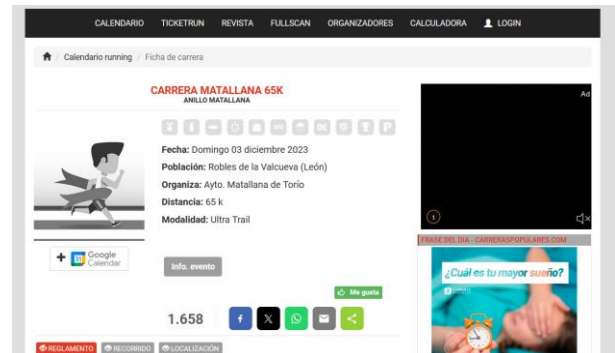 CALENDARIO TICKETRUN REVISTA FULLSCAN ORGANIZADORES CALCULADORA LOGIN
/ Calendario running / Ficha de carrera
CARRERA MATALLANA 65K
ANILLO MATALLANA
Fecha: Domingo 03 diciembre 2023
Población: Robles de la Valcueva (León)
Organiza: Ayto. Matallana de Torío
Distancia: 65 k
Modalidad: Ultra Trail
+ Google Calendar
Info. evento
Me gusta
1.658
REGLAMENTO RECORRIDO LOCALIZACIÓN
Ad
1
FRASE DEL DIA - CARRERASPOPULARES.COM
¿Cuál es tu mayor sueño?